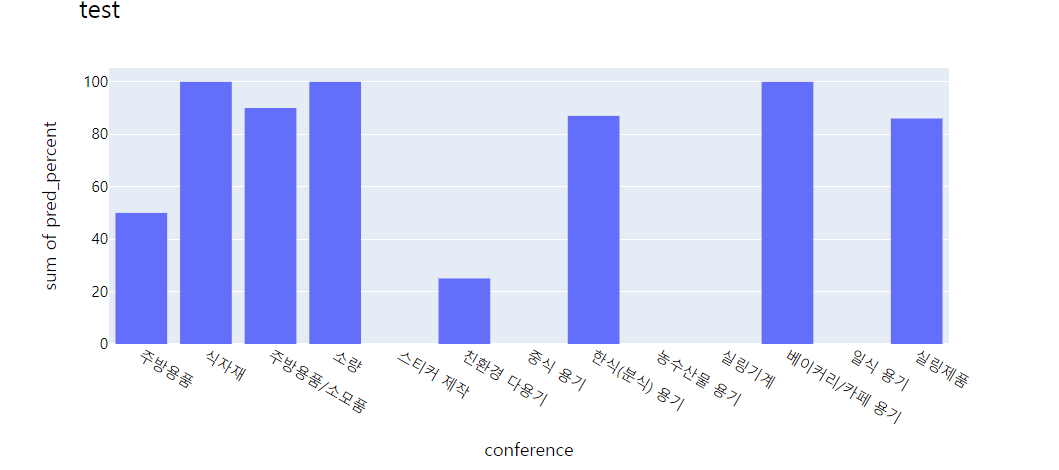 test
sum of pred_percent
100
80
60
40
20
0
주방용품
식자재
주방용품/소모품
소량
스티커 제작
친환경 다용기
중식 용기
한식(분식) 용기
농수산물 용기
실링기계
베이커리/카페 용기
일식 용기
실링제품
conference